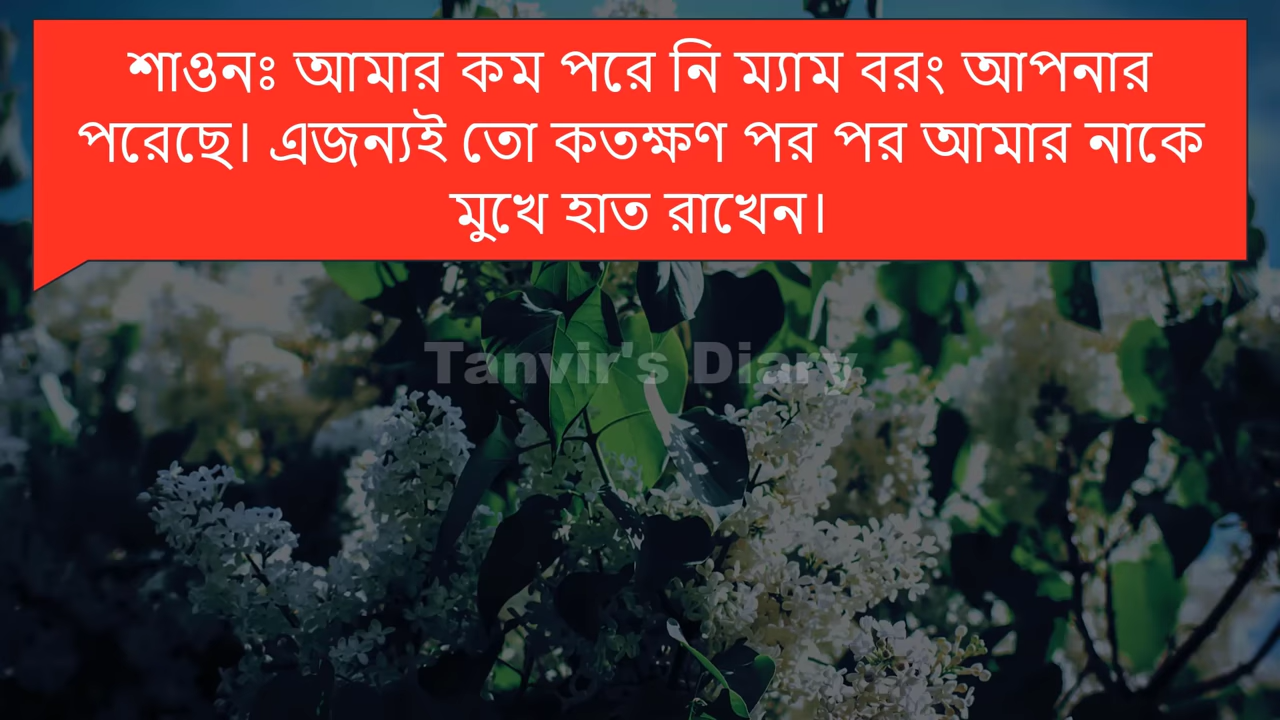 শাওনঃ আমার কম পরে নি ম্যাম বরং আপনার
পরেছে। এজন্যই তো কতক্ষণ পর পর আমার নাকে
মুখে হাত রাখেন।
Tanvir's Diary